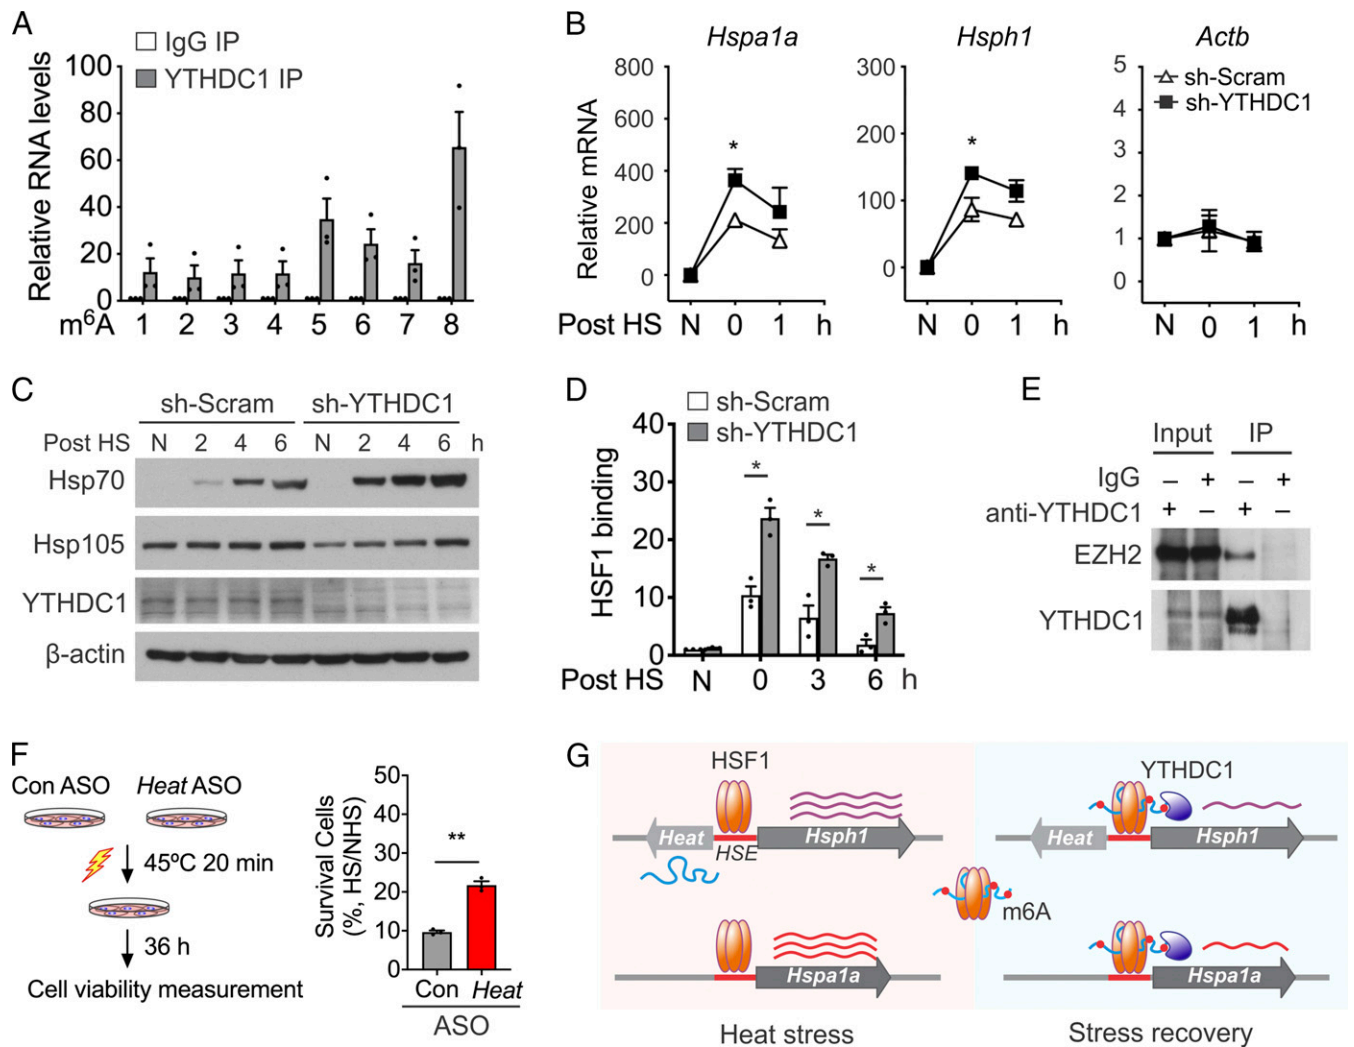 A
IgG IP
YTHDC1 IP
Relative RNA levels
100
80
60
40
20
0
m⁶A 1 2 3 4 5 6 7 8
B
Hspa1a
Hsph1
Actb
Relative mRNA
800
600
400
200
0
*
300
200
100
0
*
5
4
3
2
1
0
sh-Scram
sh-YTHDC1
Post HS N 0 1 h N 0 1 h N 0 1 h
C
sh-Scram sh-YTHDC1
Post HS N 2 4 6 N 2 4 6 h
Hsp70
Hsp105
YTHDC1
β-actin
D
sh-Scram
sh-YTHDC1
HSF1 binding
40
30
20
10
0
* * *
Post HS N 0 3 6 h
E
Input IP
IgG – + – +
anti-YTHDC1 + – + –
EZH2
YTHDC1
F
Con ASO Heat ASO
45ºC 20 min
36 h
Cell viability measurement
Survival Cells
(%, HS/NHS)
50
40
30
20
10
0
**
Con Heat
ASO
G
HSF1
Heat
HSE
Hsph1
Hspa1a
Heat stress
m6A
YTHDC1
Heat
Hsph1
Hspa1a
Stress recovery